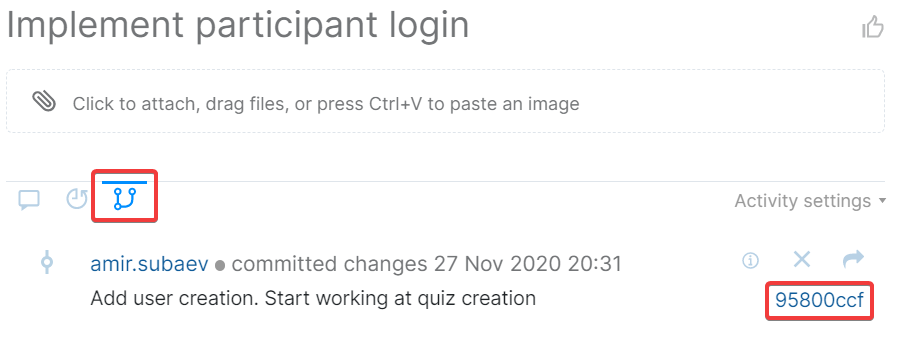 Implement participant login
Click to attach, drag files, or press Ctrl+V to paste an image
Activity settings
amir.subaev committed changes 27 Nov 2020 20:31
Add user creation. Start working at quiz creation
95800ccf